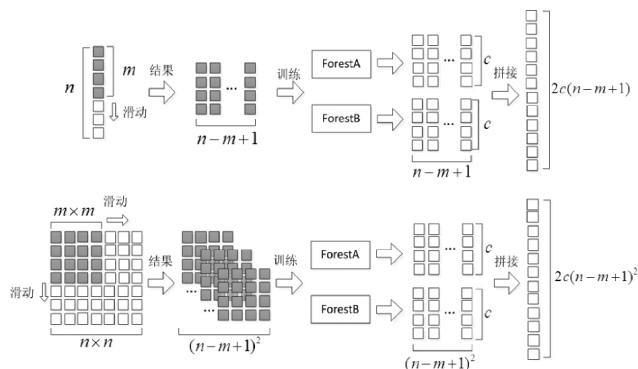 n
m
滑动
结果
...
n-m+1
训练
ForestA
ForestB
...
c
...
c
n-m+1
拼接
2c(n-m+1)
m×m
滑动
滑动
n×n
结果
...
...
(n-m+1)²
训练
ForestA
ForestB
...
c
...
c
(n-m+1)²
拼接
2c(n-m+1)²